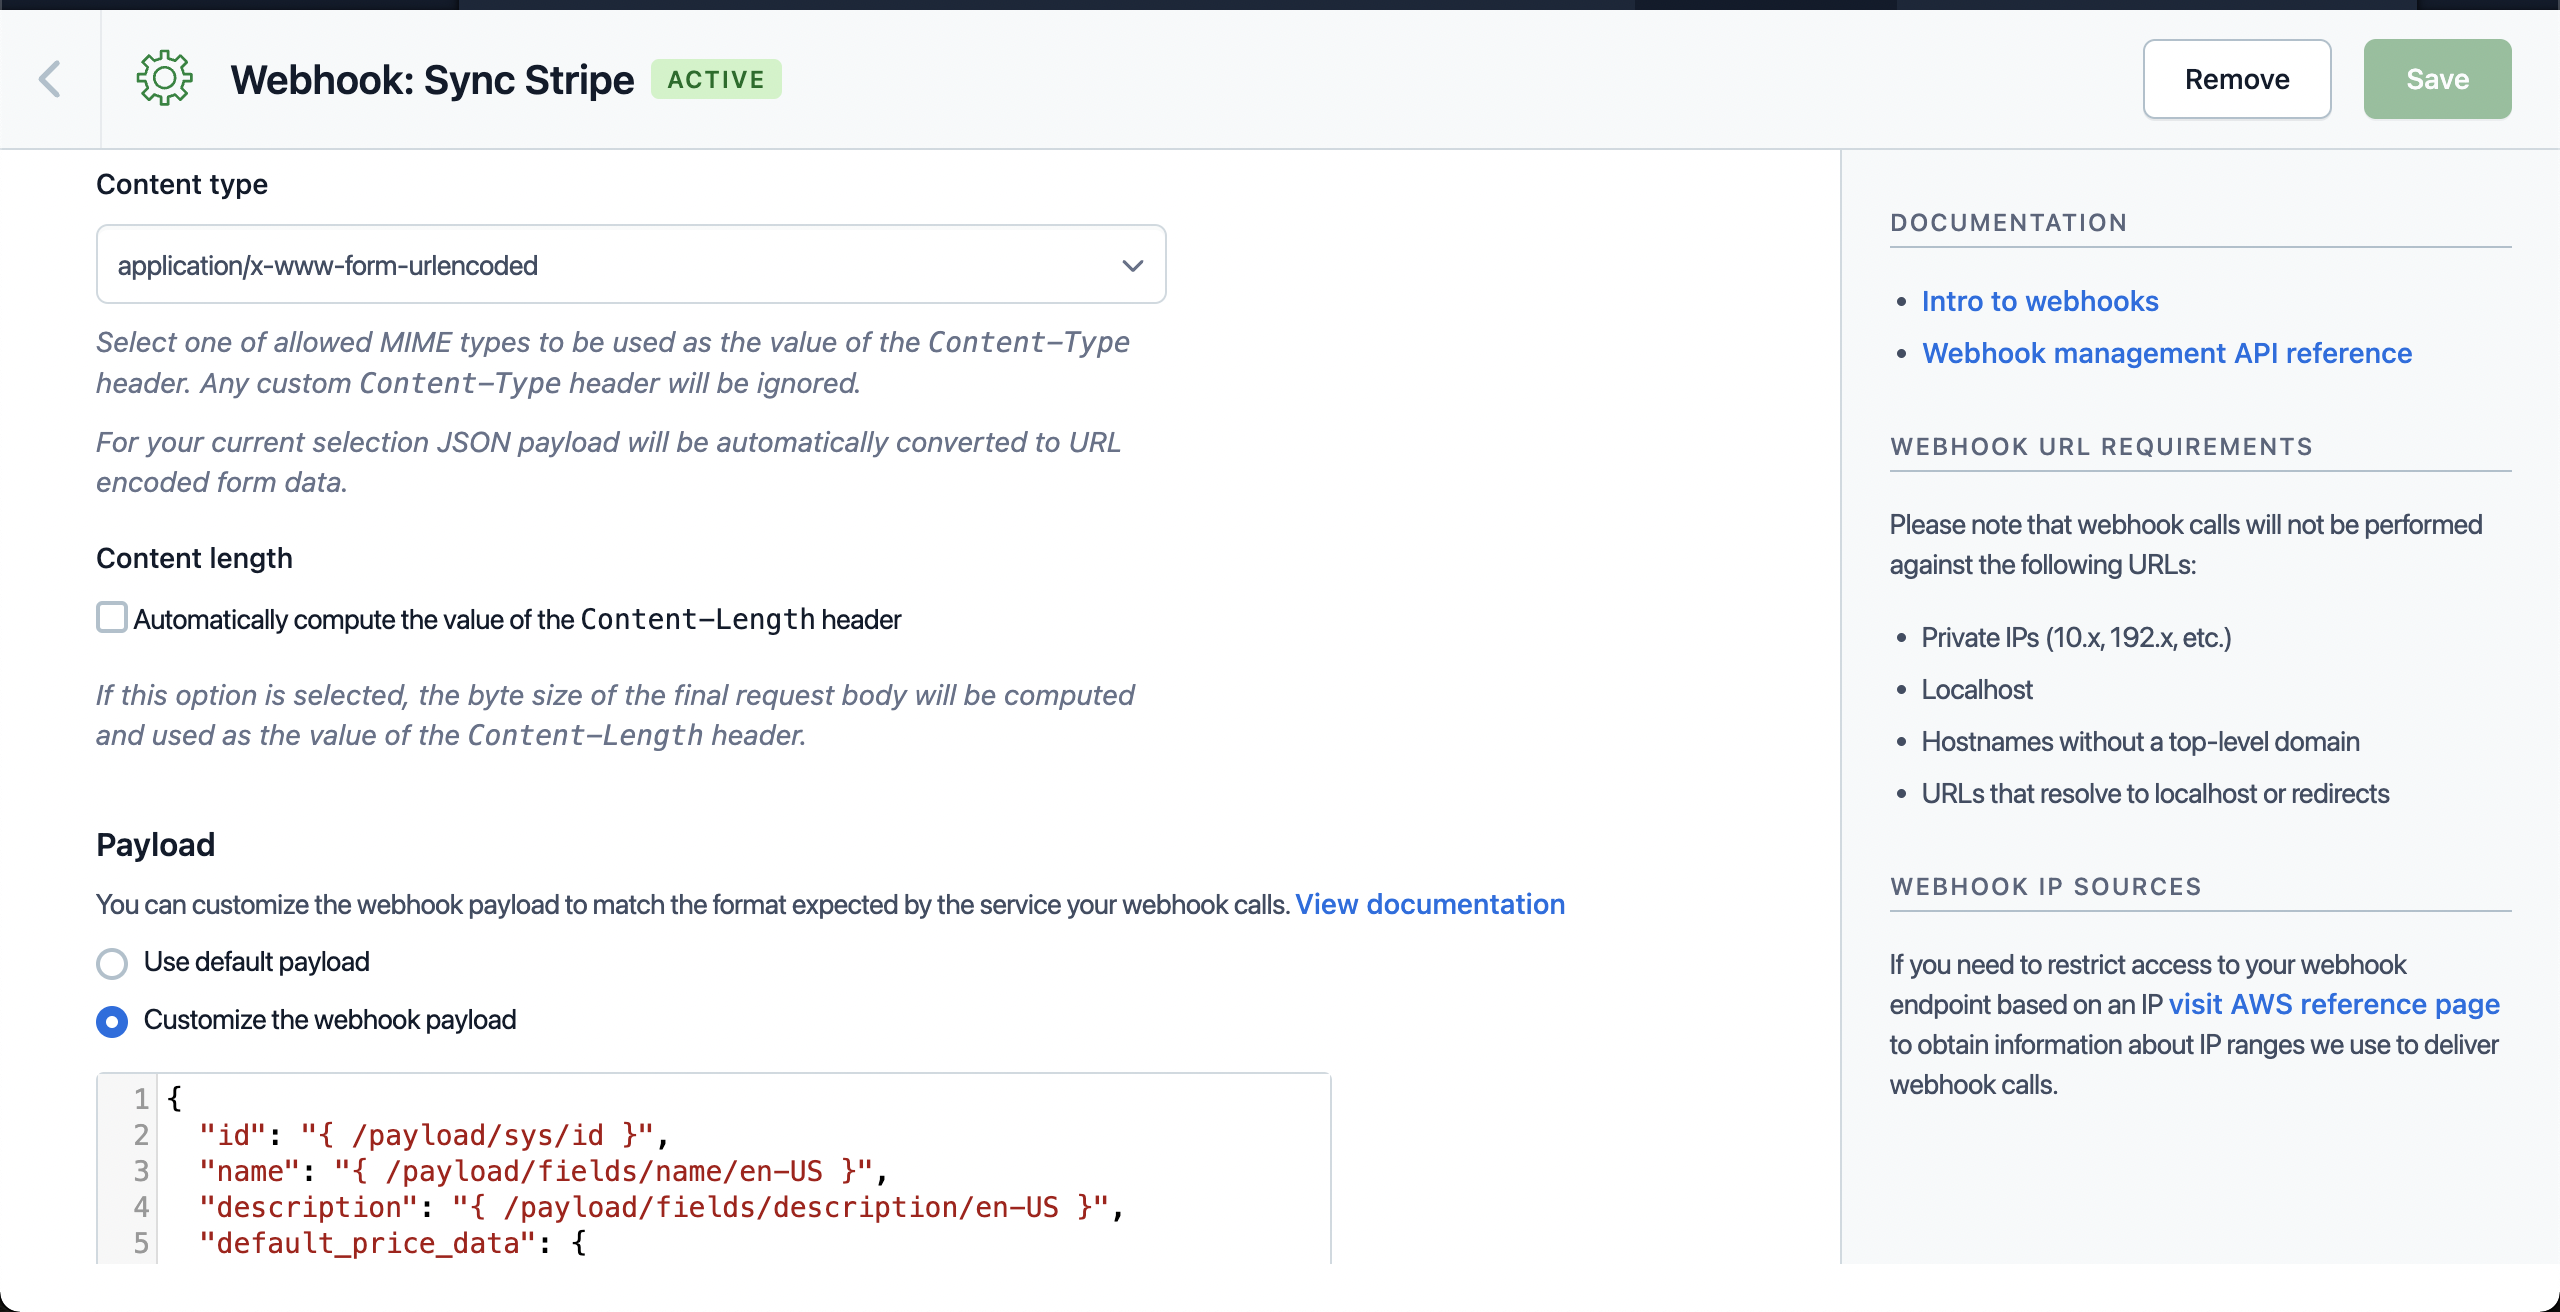 Webhook: Sync Stripe ACTIVE
Remove
Save
Content type
application/x-www-form-urlencoded
Select one of allowed MIME types to be used as the value of the Content-Type
header. Any custom Content-Type header will be ignored.
For your current selection JSON payload will be automatically converted to URL
encoded form data.
Content length
Automatically compute the value of the Content-Length header
If this option is selected, the byte size of the final request body will be computed
and used as the value of the Content-Length header.
Payload
You can customize the webhook payload to match the format expected by the service your webhook calls. View documentation
Use default payload
Customize the webhook payload
1 {
2 "id": "{ /payload/sys/id }",
3 "name": "{ /payload/fields/name/en-US }",
4 "description": "{ /payload/fields/description/en-US }",
5 "default_price_data": {
DOCUMENTATION
• Intro to webhooks
• Webhook management API reference
WEBHOOK URL REQUIREMENTS
Please note that webhook calls will not be performed
against the following URLs:
• Private IPs (10.x, 192.x, etc.)
• Localhost
• Hostnames without a top-level domain
• URLs that resolve to localhost or redirects
WEBHOOK IP SOURCES
If you need to restrict access to your webhook
endpoint based on an IP visit AWS reference page
to obtain information about IP ranges we use to deliver
webhook calls.